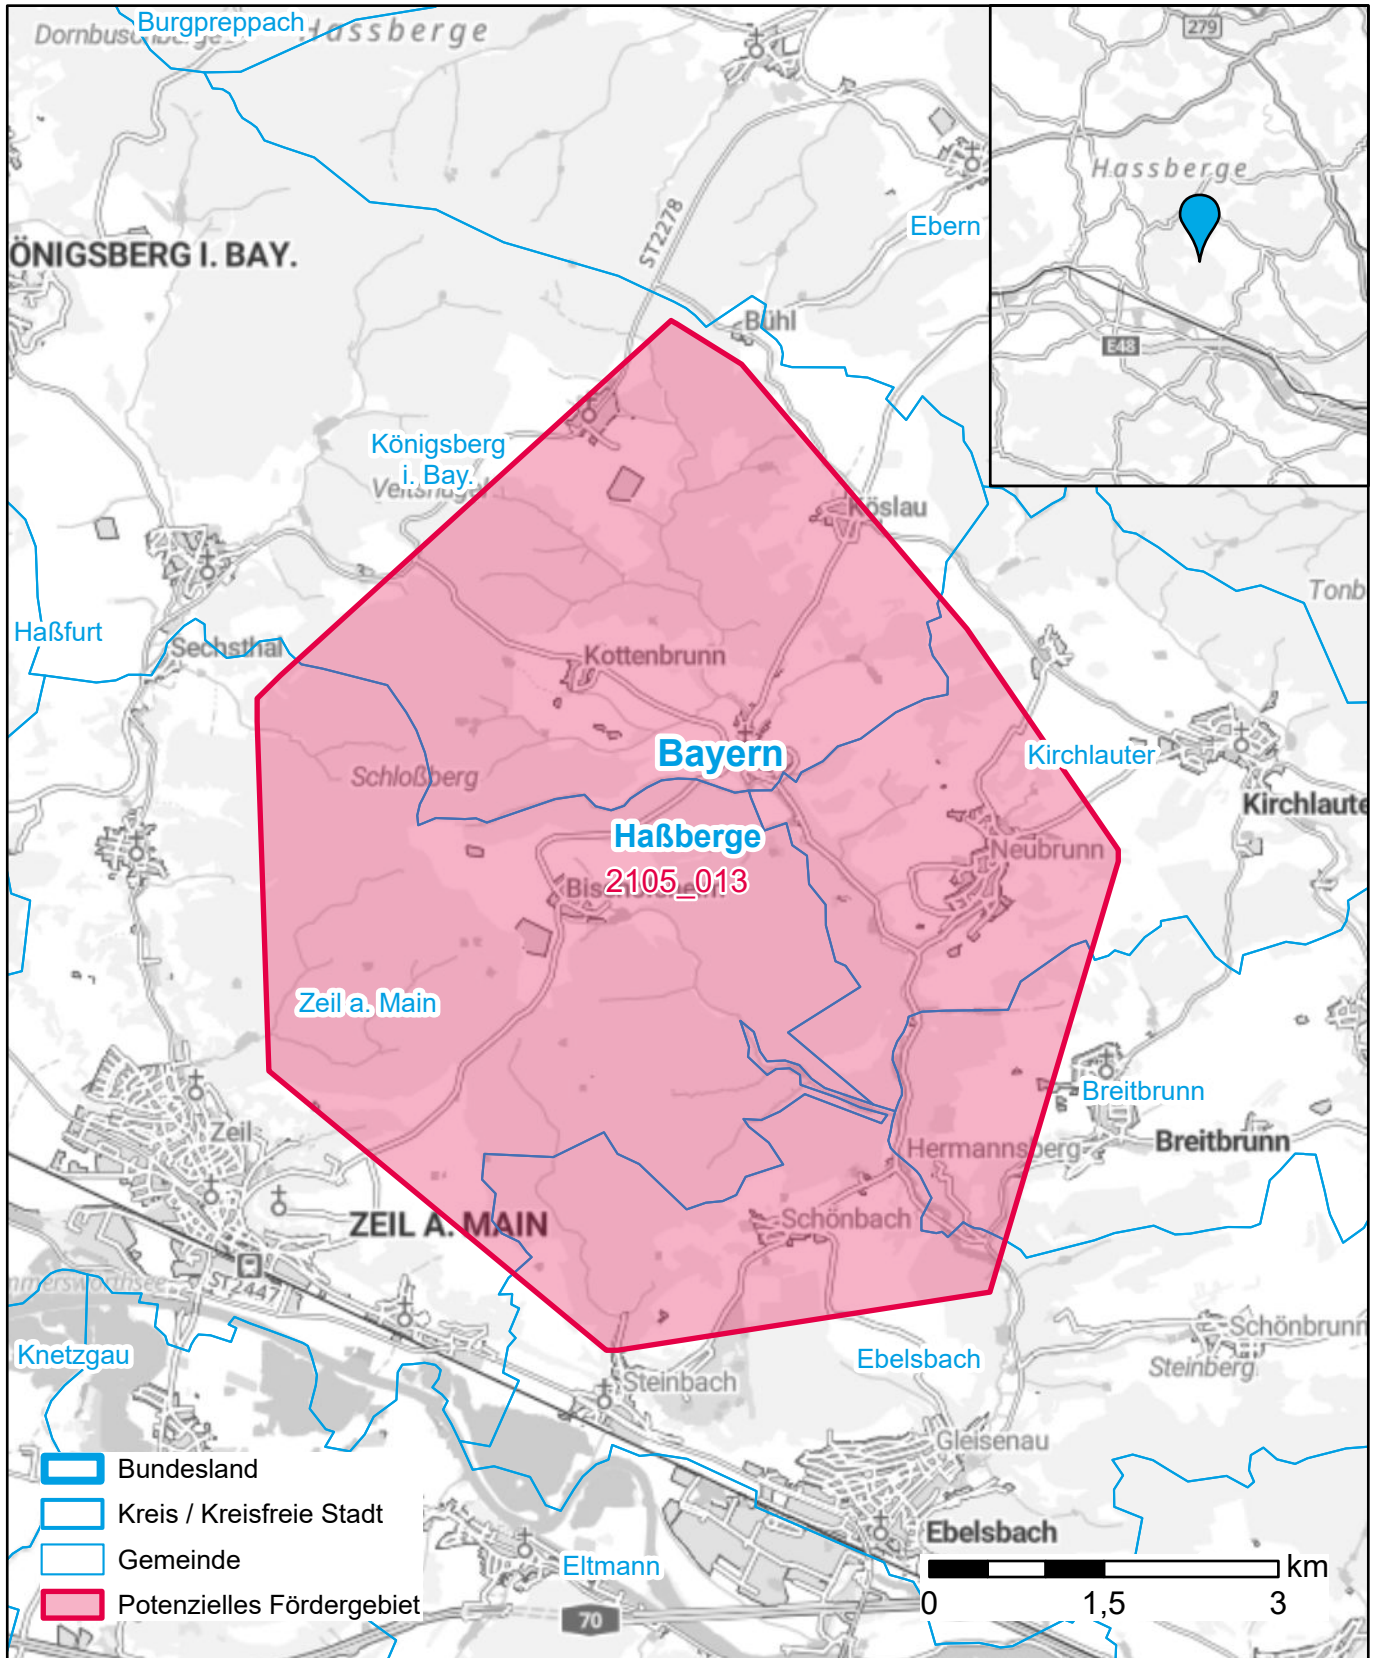 Burgpreppach
Hassberge
279
Hassberge
ST2278
Ebern
ÖNIGSBERG I. BAY.
Bühl
E48
Königsberg
i. Bay.
Köslau
Tonb
Haßfurt
Sechsthal
Kottenbrunn
Bayern
Kirchlauter
Schloßberg
Kirchlaute
Haßberge
Neubrunn
2105_013
Zeil a. Main
Breitbrunn
Zeil
Hermannsberg
Breitbrunn
ZEIL A. MAIN
Schönbach
ST2447
Knetzgau
Schönbrunn
Ebelsbach
Steinberg
Steinbach
Gleisenau
Bundesland
Kreis / Kreisfreie Stadt
Gemeinde
Potenzielles Fördergebiet
Ebelsbach
Eltmann
70
km
0 1,5 3